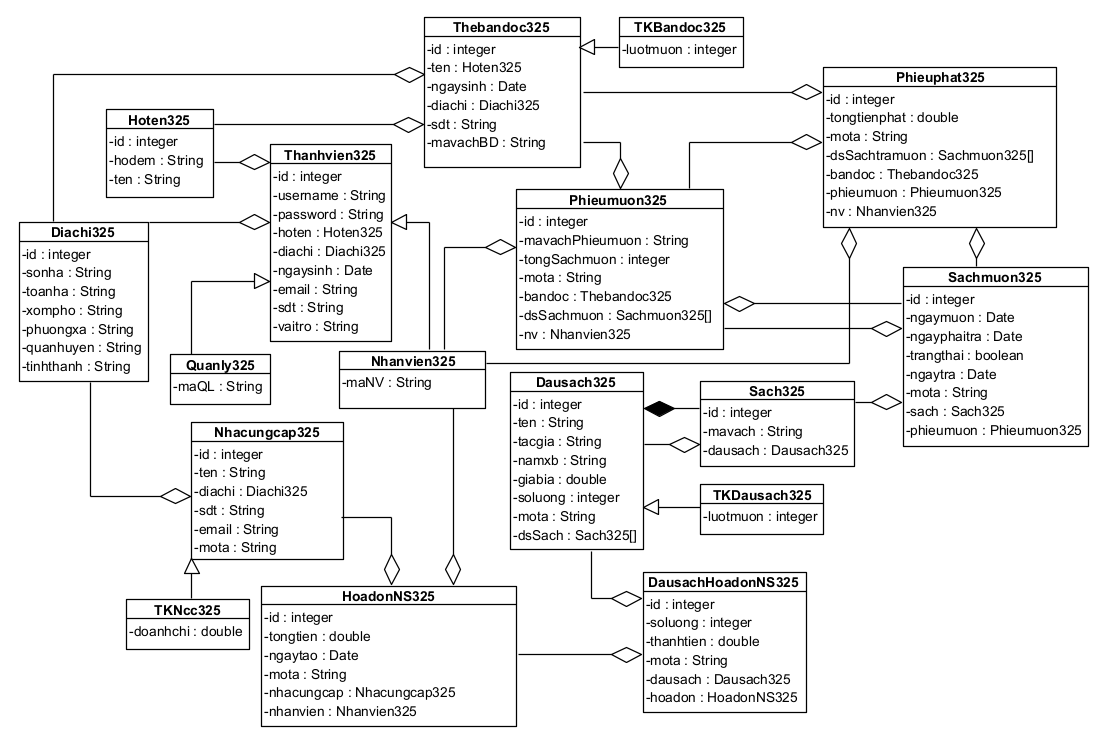 Thebandoc325
-id : integer
-ten : Hoten325
-ngaysinh : Date
-diachi : Diachi325
-sdt : String
-mavachBD : String
TKBandoc325
-luotmuon : integer
Phieuphat325
-id : integer
-tongtienphat : double
-mota : String
-dsSachtramuon : Sachmuon325[]
-bandoc : Thebandoc325
-phieumuon : Phieumuon325
-nv : Nhanvien325
Hoten325
-id : integer
-hodem : String
-ten : String
Thanhvien325
-id : integer
-username : String
-password : String
-hoten : Hoten325
-diachi : Diachi325
-ngaysinh : Date
-email : String
-sdt : String
-vaitro : String
Phieumuon325
-id : integer
-mavachPhieumuon : String
-tongSachmuon : integer
-mota : String
-bandoc : Thebandoc325
-dsSachmuon : Sachmuon325[]
-nv : Nhanvien325
Diachi325
-id : integer
-sonha : String
-toanha : String
-xompho : String
-phuongxa : String
-quanhuyen : String
-tinhthanh : String
Sachmuon325
-id : integer
-ngaymuon : Date
-ngayphaitra : Date
-trangthai : boolean
-ngaytra : Date
-mota : String
-sach : Sach325
-phieumuon : Phieumuon325
Quanly325
-maQL : String
Nhanvien325
-maNV : String
Dausach325
-id : integer
-ten : String
-tacgia : String
-namxb : String
-giabia : double
-soluong : integer
-mota : String
-dsSach : Sach325[]
Sach325
-id : integer
-mavach : String
-dausach : Dausach325
Nhacungcap325
-id : integer
-ten : String
-diachi : Diachi325
-sdt : String
-email : String
-mota : String
TKDausach325
-luotmuon : integer
TKNcc325
-doanhchi : double
HoadonNS325
-id : integer
-tongtien : double
-ngaytao : Date
-mota : String
-nhacungcap : Nhacungcap325
-nhanvien : Nhanvien325
DausachHoadonNS325
-id : integer
-soluong : integer
-thanhtien : double
-mota : String
-dausach : Dausach325
-hoadon : HoadonNS325